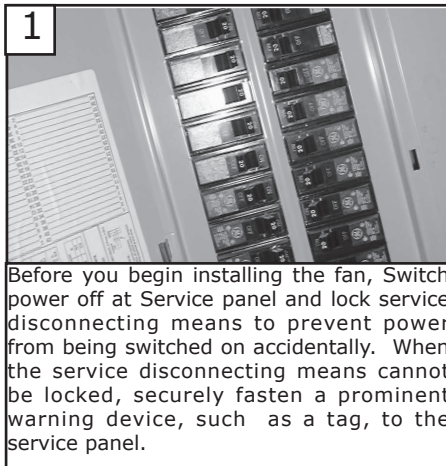 1
Before you begin installing the fan, Switch
power off at Service panel and lock service
disconnecting means to prevent power
from being switched on accidentally. When
the service disconnecting means cannot
be locked, securely fasten a prominent
warning device, such as a tag, to the
service panel.